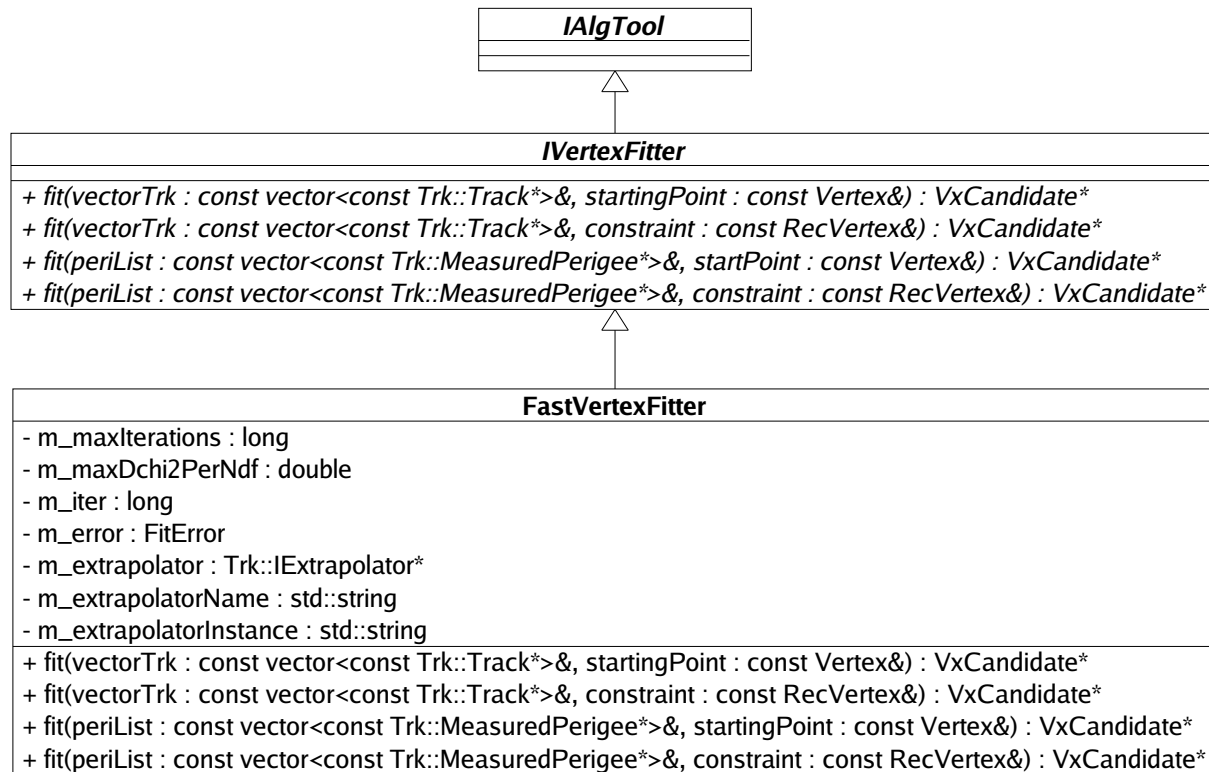 IAlgTool
IVertexFitter
+ fit(vectorTrk : const vector<const Trk::Track*>&, startingPoint : const Vertex&) : VxCandidate*
+ fit(vectorTrk : const vector<const Trk::Track*>&, constraint : const RecVertex&) : VxCandidate*
+ fit(periList : const vector<const Trk::MeasuredPerigee*>&, startPoint : const Vertex&) : VxCandidate*
+ fit(periList : const vector<const Trk::MeasuredPerigee*>&, constraint : const RecVertex&) : VxCandidate*
FastVertexFitter
- m_maxIterations : long
- m_maxDchi2PerNdf : double
- m_iter : long
- m_error : FitError
- m_extrapolator : Trk::IExtrapolator*
- m_extrapolatorName : std::string
- m_extrapolatorInstance : std::string
+ fit(vectorTrk : const vector<const Trk::Track*>&, startingPoint : const Vertex&) : VxCandidate*
+ fit(vectorTrk : const vector<const Trk::Track*>&, constraint : const RecVertex&) : VxCandidate*
+ fit(periList : const vector<const Trk::MeasuredPerigee*>&, startingPoint : const Vertex&) : VxCandidate*
+ fit(periList : const vector<const Trk::MeasuredPerigee*>&, constraint : const RecVertex&) : VxCandidate*